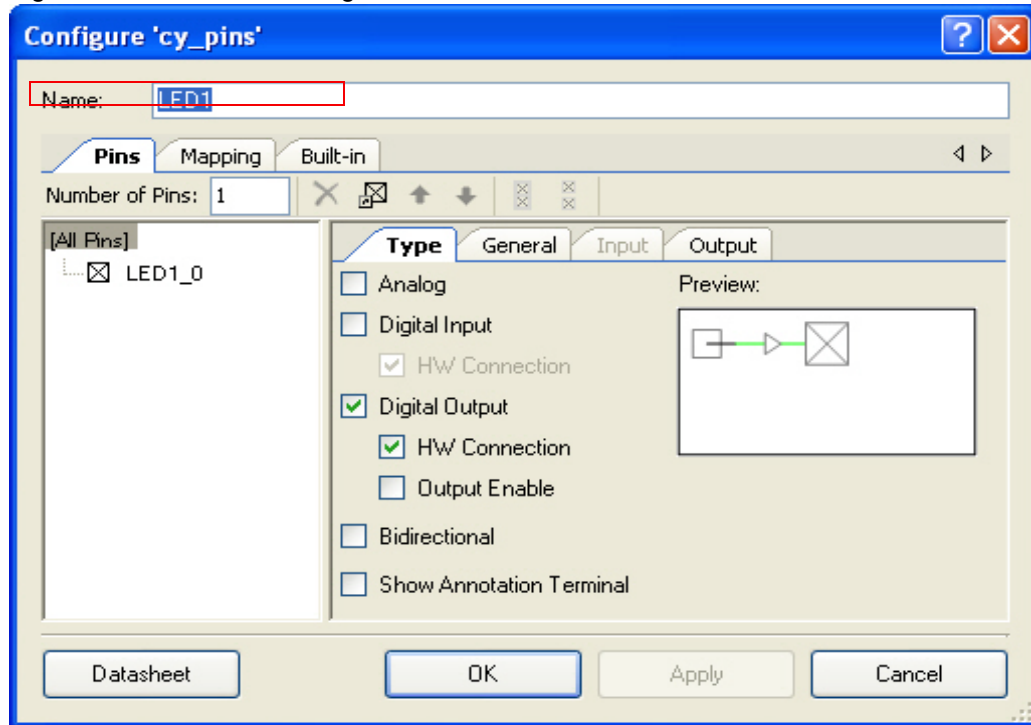 Configure 'cy_pins'
Name: LED1
Pins Mapping Built-in
Number of Pins: 1
[All Pins]
LED1_0
Type General Input Output
Analog
Preview:
Digital Input
HW Connection
Digital Output
HW Connection
Output Enable
Bidirectional
Show Annotation Terminal
Datasheet OK Apply Cancel